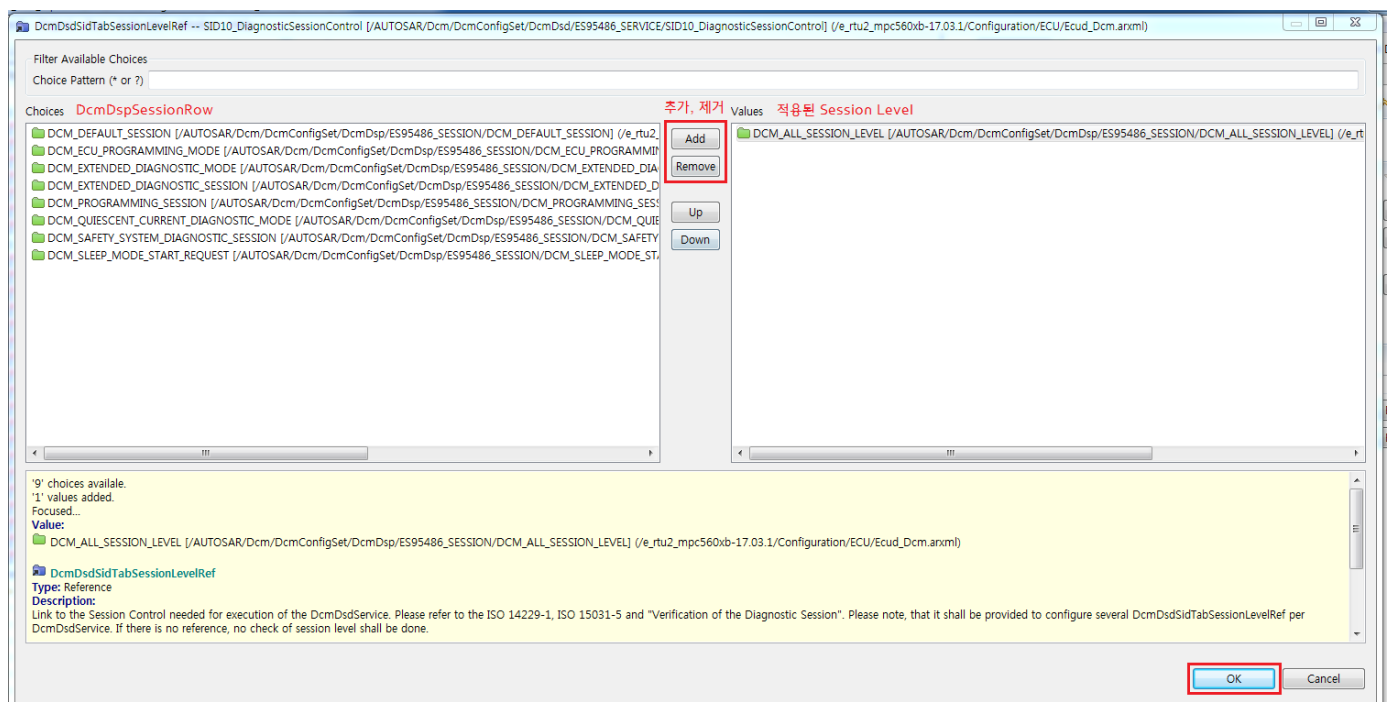 DcmDsdSidTabSessionLevelRef -- SID10_DiagnosticSessionControl [/AUTOSAR/Dcm/DcmConfigSet/DcmDsd/ES95486_SERVICE/SID10_DiagnosticSessionControl] (/e_rtu2_mpc560xb-17.03.1/Configuration/ECU/Ecud_Dcm.arxml)
Filter Available Choices
Choice Pattern (* or ?)
Choices DcmDspSessionRow 추가, 제거 Values 적용된 Session Level
DCM_DEFAULT_SESSION [/AUTOSAR/Dcm/DcmConfigSet/DcmDsp/ES95486_SESSION/DCM_DEFAULT_SESSION] (/e_rtu2_
DCM_ECU_PROGRAMMING_MODE [/AUTOSAR/Dcm/DcmConfigSet/DcmDsp/ES95486_SESSION/DCM_ECU_PROGRAMMIN
DCM_EXTENDED_DIAGNOSTIC_MODE [/AUTOSAR/Dcm/DcmConfigSet/DcmDsp/ES95486_SESSION/DCM_EXTENDED_DIA
DCM_EXTENDED_DIAGNOSTIC_SESSION [/AUTOSAR/Dcm/DcmConfigSet/DcmDsp/ES95486_SESSION/DCM_EXTENDED_D
DCM_PROGRAMMING_SESSION [/AUTOSAR/Dcm/DcmConfigSet/DcmDsp/ES95486_SESSION/DCM_PROGRAMMING_SES
DCM_QUIESCENT_CURRENT_DIAGNOSTIC_MODE [/AUTOSAR/Dcm/DcmConfigSet/DcmDsp/ES95486_SESSION/DCM_QUIE
DCM_SAFETY_SYSTEM_DIAGNOSTIC_SESSION [/AUTOSAR/Dcm/DcmConfigSet/DcmDsp/ES95486_SESSION/DCM_SAFETY
DCM_SLEEP_MODE_START_REQUEST [/AUTOSAR/Dcm/DcmConfigSet/DcmDsp/ES95486_SESSION/DCM_SLEEP_MODE_ST
Add
Remove
Up
Down
DCM_ALL_SESSION_LEVEL [/AUTOSAR/Dcm/DcmConfigSet/DcmDsp/ES95486_SESSION/DCM_ALL_SESSION_LEVEL] (/e_rt
'9' choices availale.
'1' values added.
Focused...
Value:
DCM_ALL_SESSION_LEVEL [/AUTOSAR/Dcm/DcmConfigSet/DcmDsp/ES95486_SESSION/DCM_ALL_SESSION_LEVEL] (/e_rtu2_mpc560xb-17.03.1/Configuration/ECU/Ecud_Dcm.arxml)
DcmDsdSidTabSessionLevelRef
Type: Reference
Description:
Link to the Session Control needed for execution of the DcmDsdService. Please refer to the ISO 14229-1, ISO 15031-5 and "Verification of the Diagnostic Session". Please note, that it shall be provided to configure several DcmDsdSidTabSessionLevelRef per
DcmDsdService. If there is no reference, no check of session level shall be done.
OK Cancel